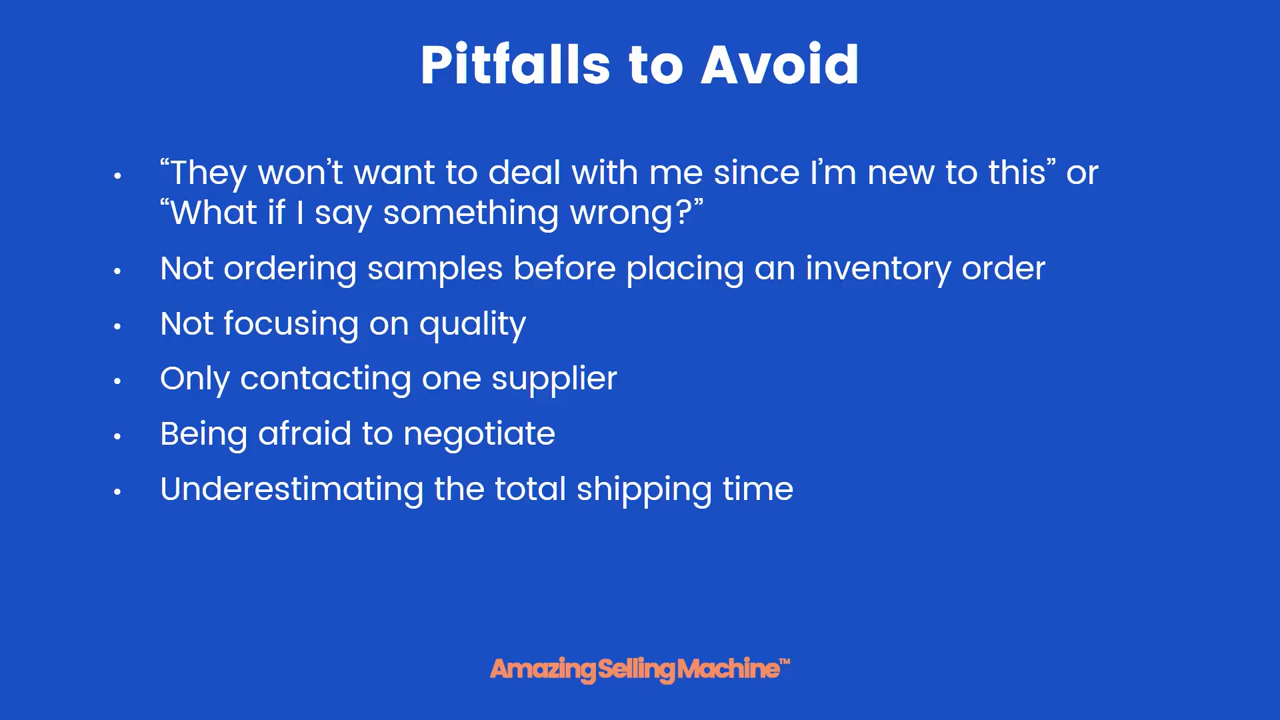 Pitfalls to Avoid
• “They won’t want to deal with me since I’m new to this” or
“What if I say something wrong?”
• Not ordering samples before placing an inventory order
• Not focusing on quality
• Only contacting one supplier
• Being afraid to negotiate
• Underestimating the total shipping time
AmazingSellingMachine™